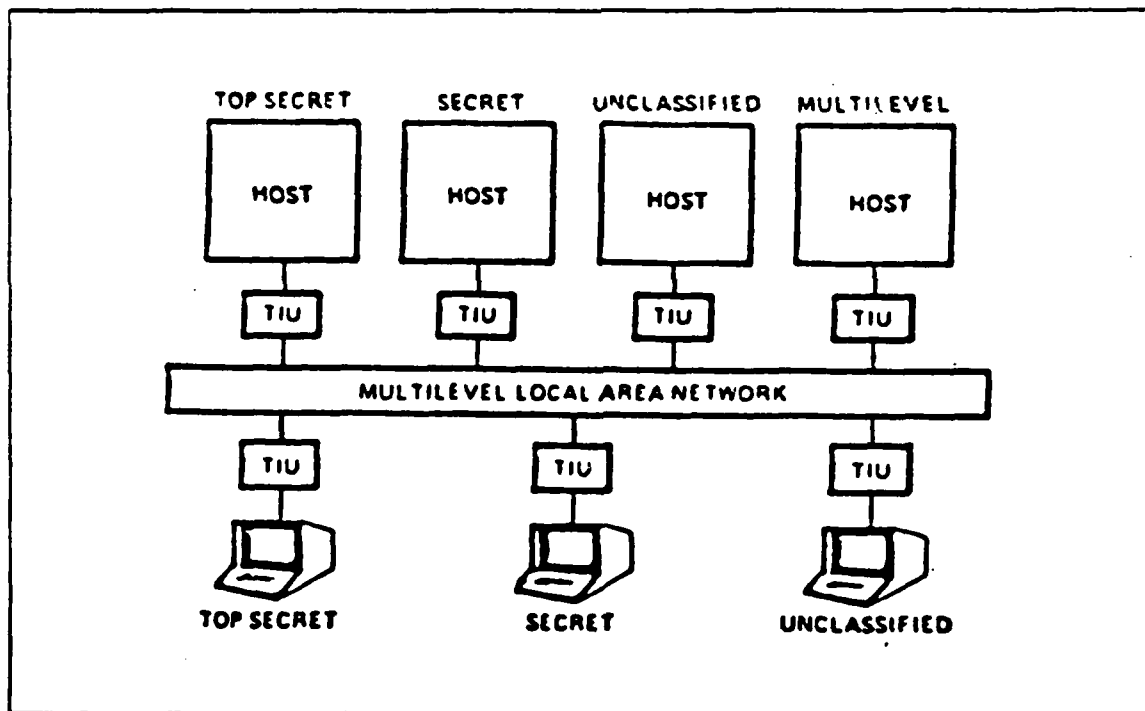 TOP SECRET SECRET UNCLASSIFIED MULTILEVEL
HOST HOST HOST HOST
TIU TIU TIU TIU
MULTILEVEL LOCAL AREA NETWORK
TIU TIU TIU
TOP SECRET SECRET UNCLASSIFIED